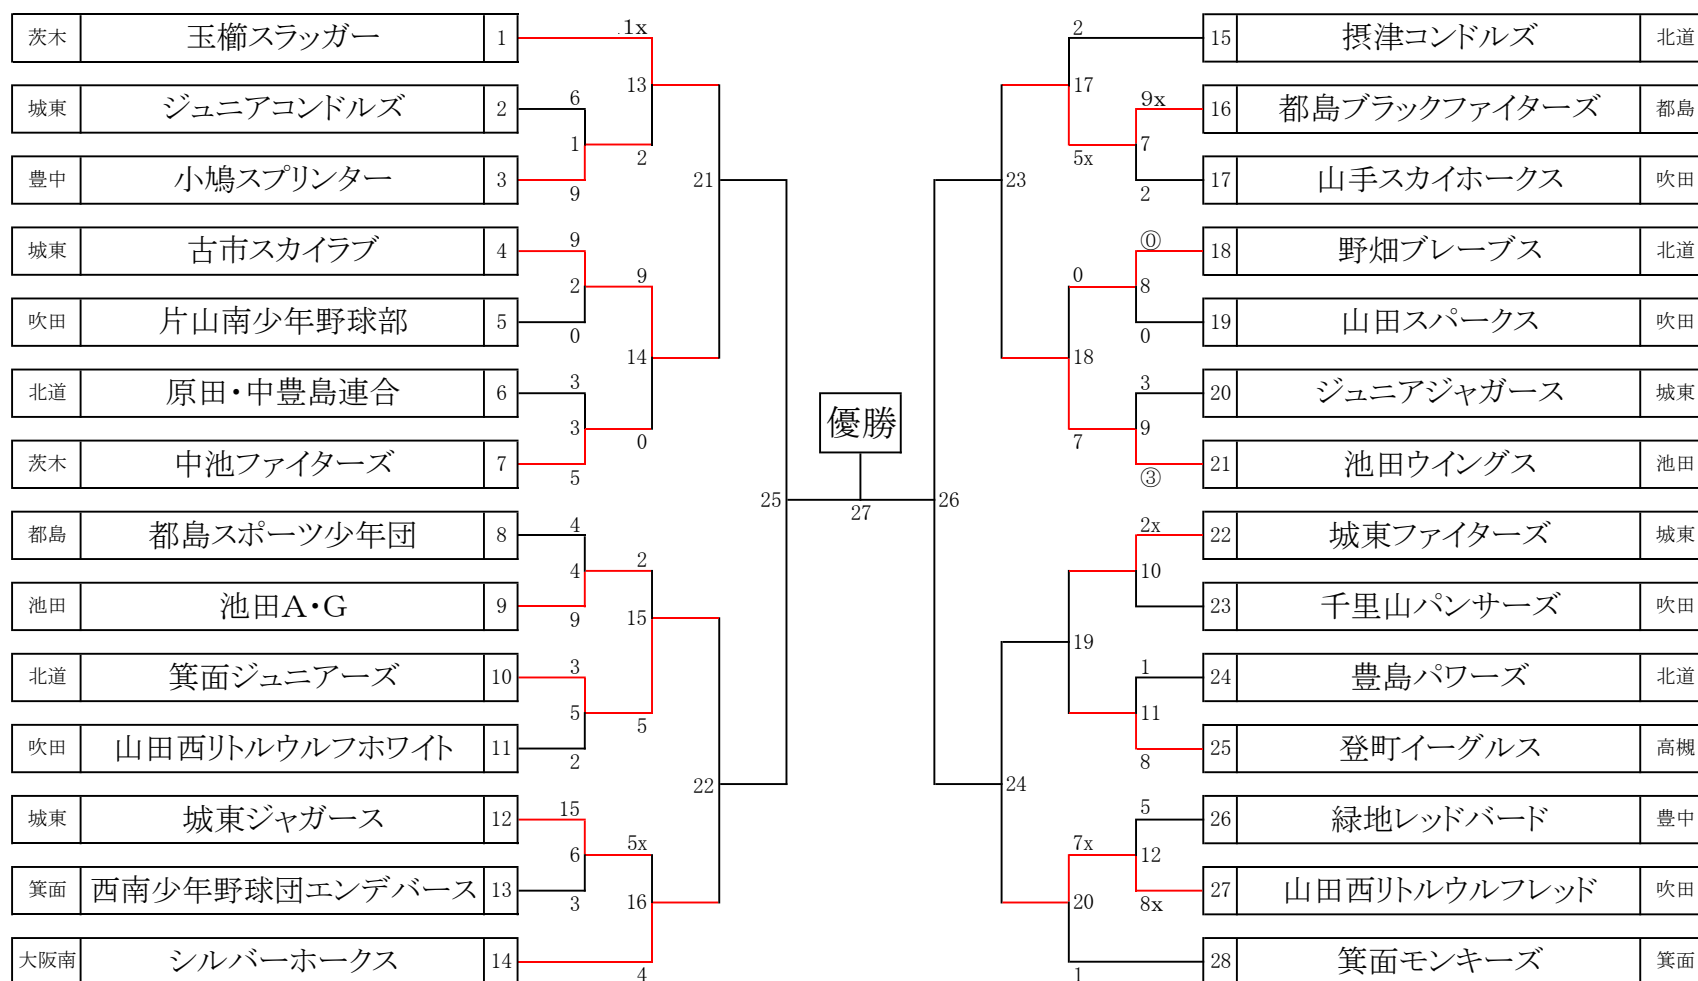 茨木 玉櫛スラッガー 1
城東 ジュニアコンドルズ 2
豊中 小鳩スプリンター 3
城東 古市スカイラブ 4
吹田 片山南少年野球部 5
北道 原田・中豊島連合 6
茨木 中池ファイターズ 7
都島 都島スポーツ少年団 8
池田 池田A・G 9
北道 箕面ジュニアーズ 10
吹田 山田西リトルウルフホワイト 11
城東 城東ジャガース 12
箕面 西南少年野球団エンデバース 13
大阪南 シルバーホークス 14
6
1
9
9
2
0
3
3
5
4
4
9
3
5
2
15
6
3
1x
13
2
9
14
0
2
15
5
5x
16
4
21
22
25
優勝
27
26
23
24
2
17
5x
0
18
7
19
7x
20
1
9x
7
2
⓪
8
0
3
9
③
2x
10
1
11
8
5
12
8x
15 摂津コンドルズ 北道
16 都島ブラックファイターズ 都島
17 山手スカイホークス 吹田
18 野畑ブレーブス 北道
19 山田スパークス 吹田
20 ジュニアジャガース 城東
21 池田ウイングス 池田
22 城東ファイターズ 城東
23 千里山パンサーズ 吹田
24 豊島パワーズ 北道
25 登町イーグルス 高槻
26 緑地レッドバード 豊中
27 山田西リトルウルフレッド 吹田
28 箕面モンキーズ 箕面